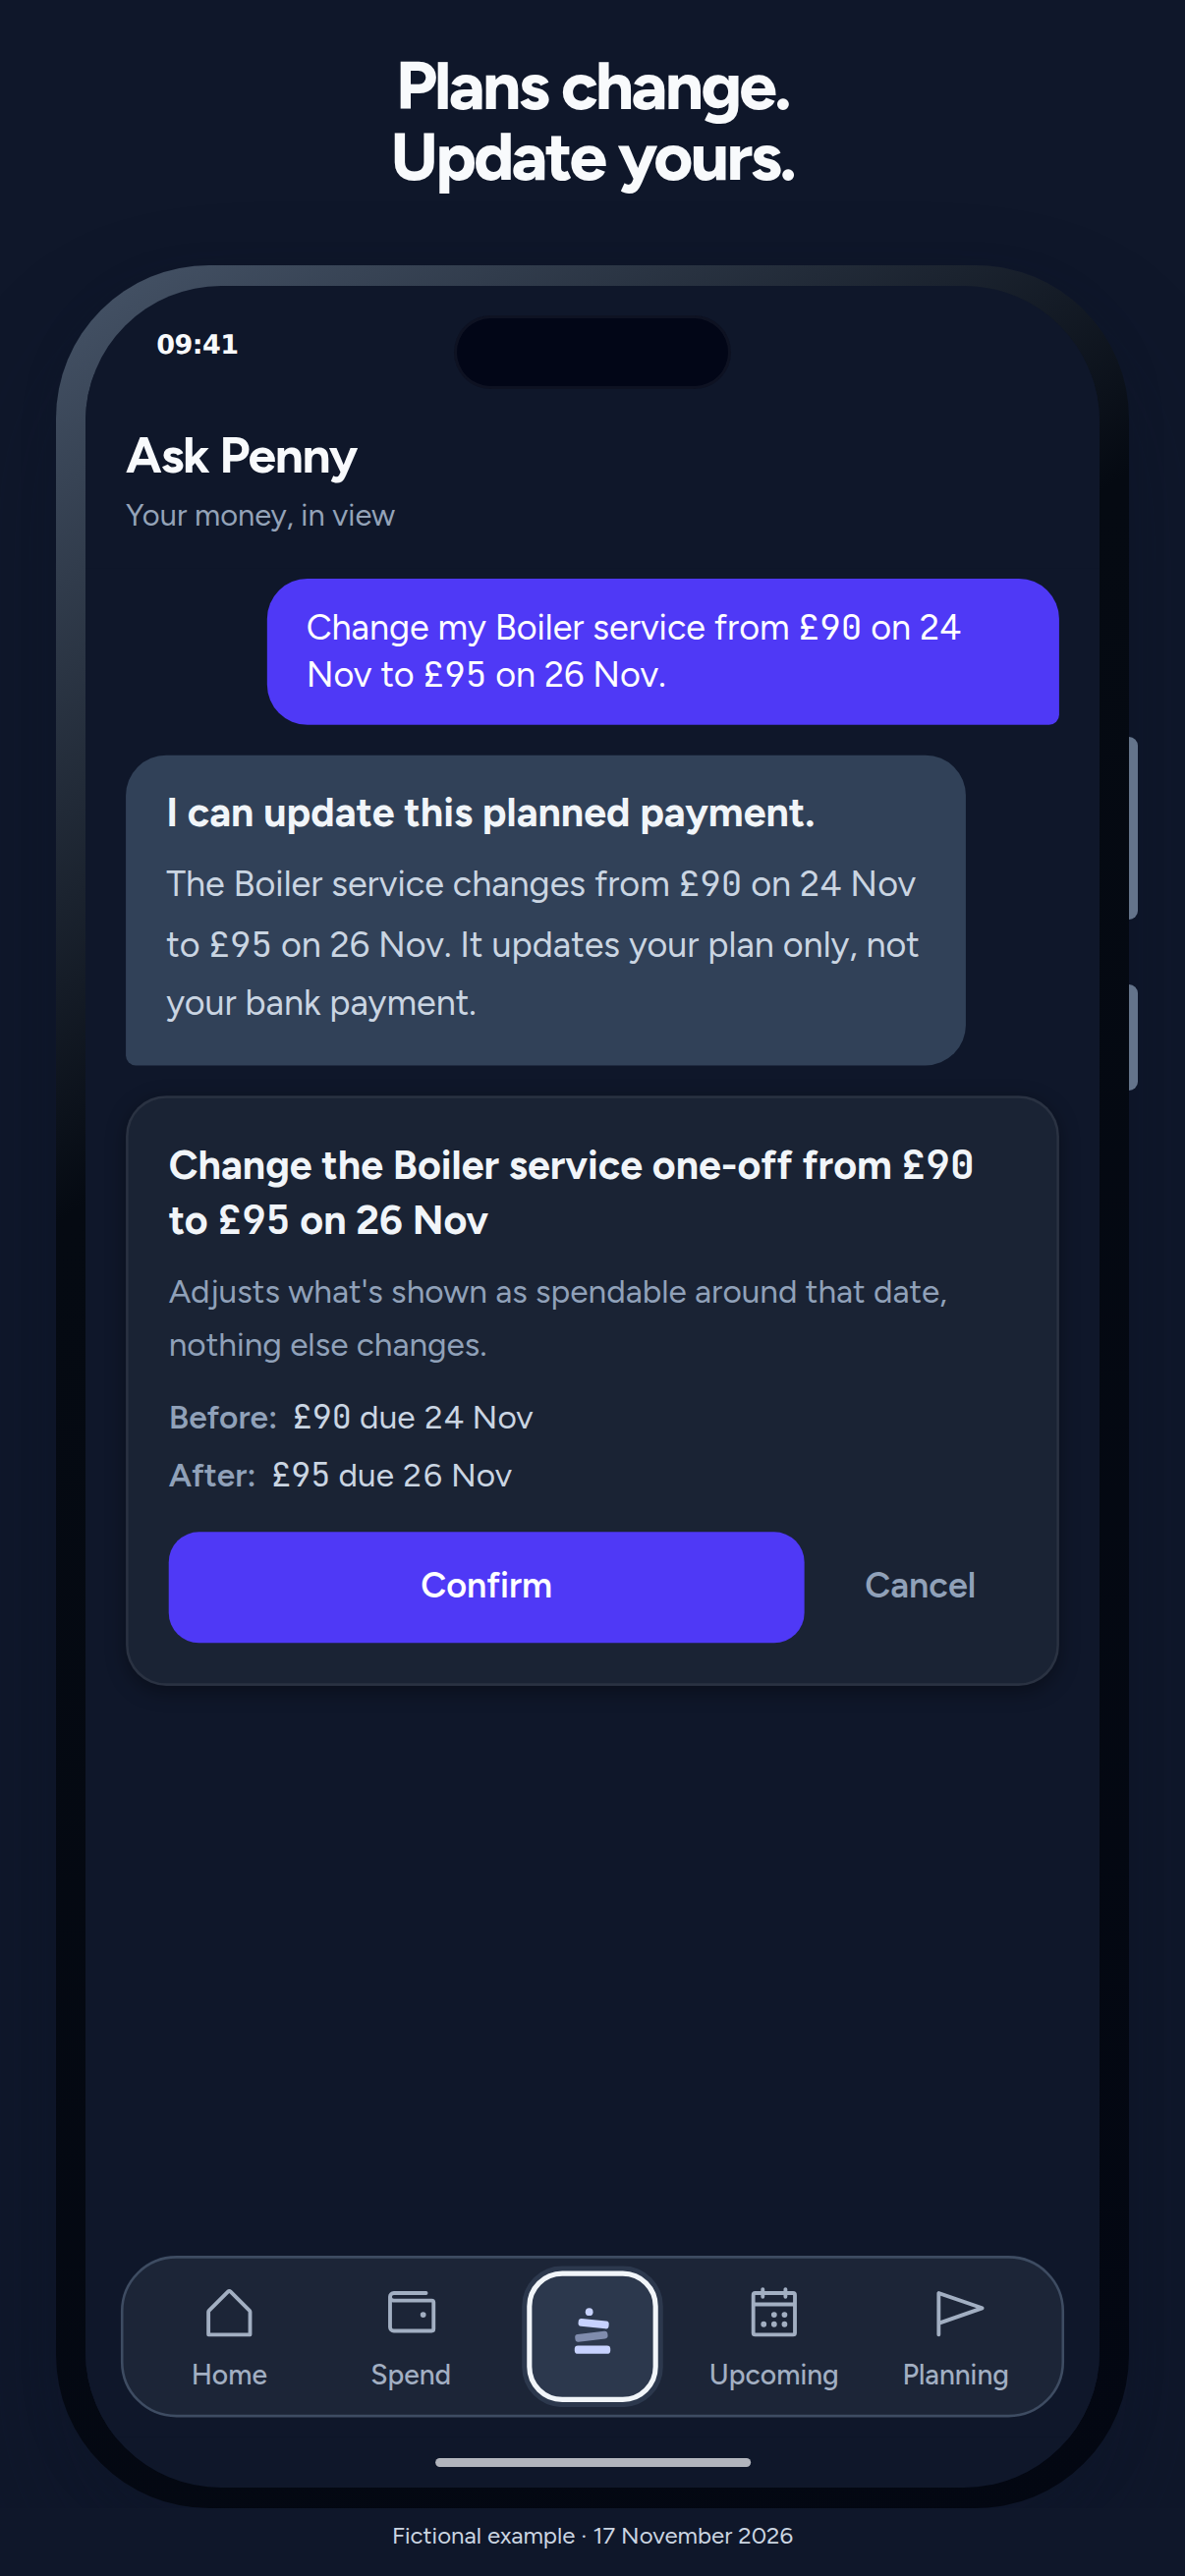 Plans change.
Update yours.
09:41
Ask Penny
Your money, in view
Change my Boiler service from £90 on 24
Nov to £95 on 26 Nov.
I can update this planned payment.
The Boiler service changes from £90 on 24 Nov
to £95 on 26 Nov. It updates your plan only, not
your bank payment.
Change the Boiler service one-off from £90
to £95 on 26 Nov
Adjusts what's shown as spendable around that date,
nothing else changes.
Before: £90 due 24 Nov
After: £95 due 26 Nov
Confirm
Cancel
Home
Spend
Upcoming
Planning
Fictional example · 17 November 2026